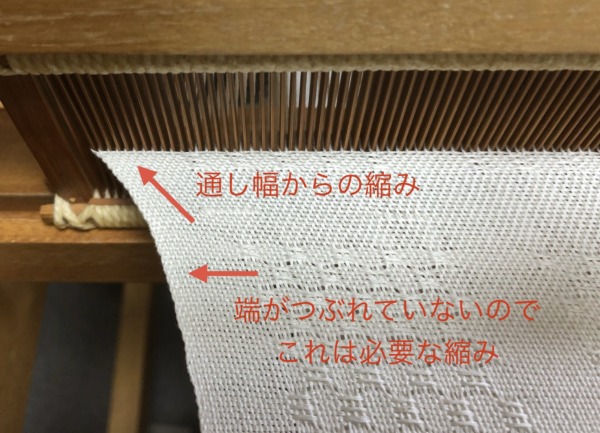 通し幅からの縮み
端がつぶれていないので
これは必要な縮み